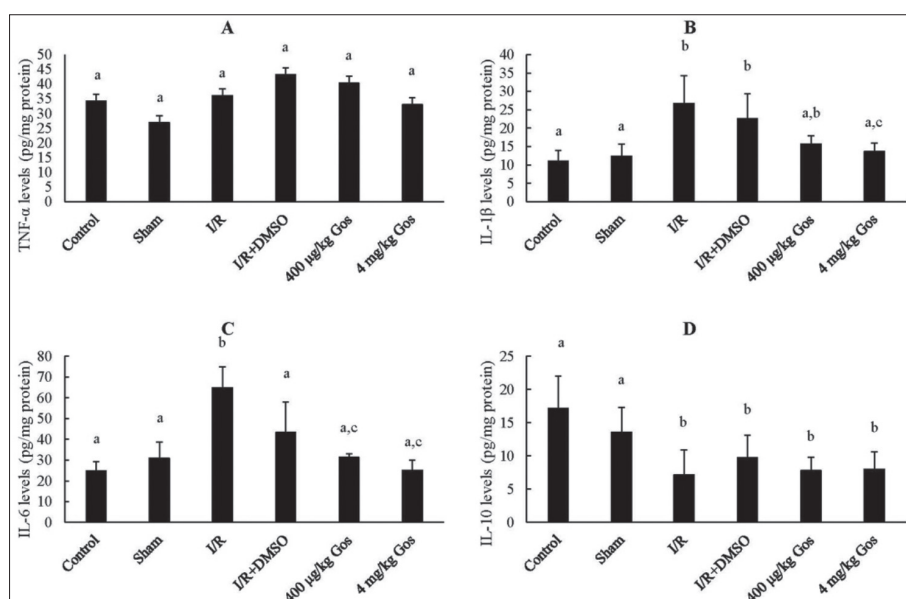 A
TNF-α levels (pg/mg protein)
50
45
40
35
30
25
20
15
10
5
0
a
a
a
a
a
a
Control
Sham
I/R
I/R+DMSO
400 µg/kg Gos
4 mg/kg Gos
B
IL-1β levels (pg/mg protein)
40
35
30
25
20
15
10
5
0
a
a
b
b
a,b
a,c
Control
Sham
I/R
I/R+DMSO
400 µg/kg Gos
4 mg/kg Gos
C
IL-6 levels (pg/mg protein)
80
70
60
50
40
30
20
10
0
a
a
b
a
a,c
a,c
Control
Sham
I/R
I/R+DMSO
400 µg/kg Gos
4 mg/kg Gos
D
IL-10 levels (pg/mg protein)
25
20
15
10
5
0
a
a
b
b
b
b
Control
Sham
I/R
I/R+DMSO
400 µg/kg Gos
4 mg/kg Gos